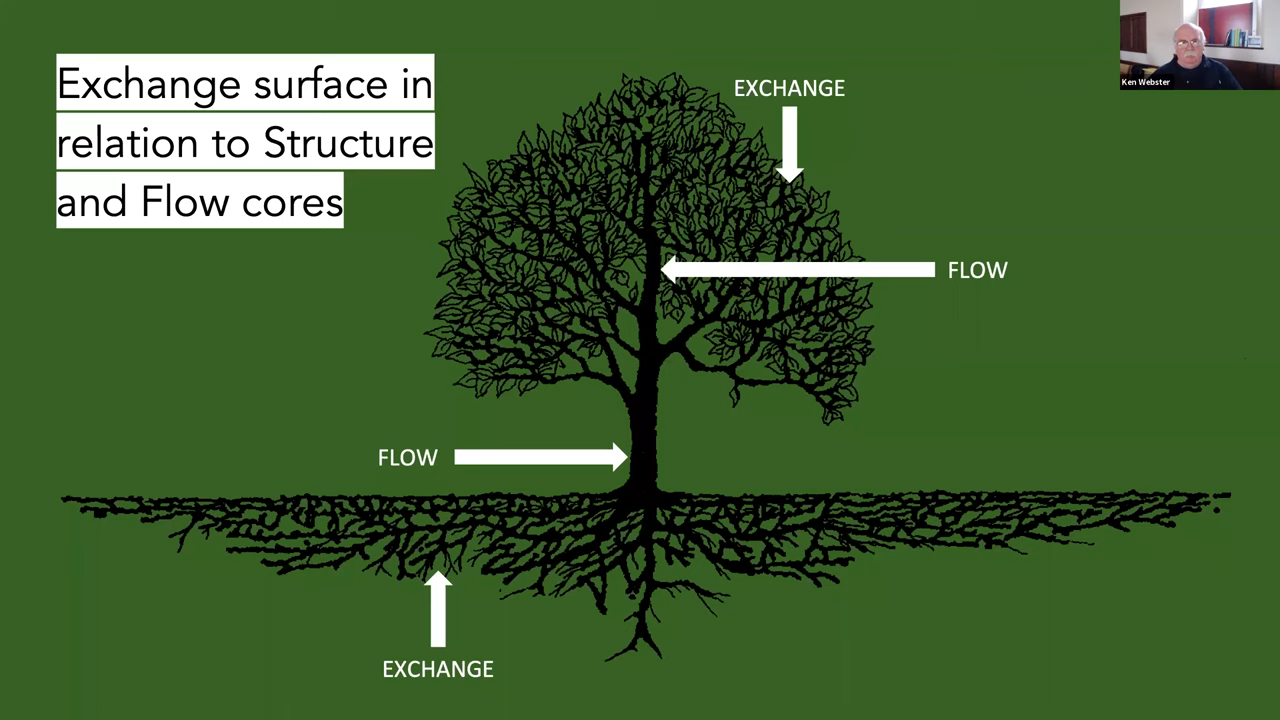 Exchange surface in
relation to Structure
and Flow cores
EXCHANGE
Ken Webster
FLOW
FLOW
EXCHANGE